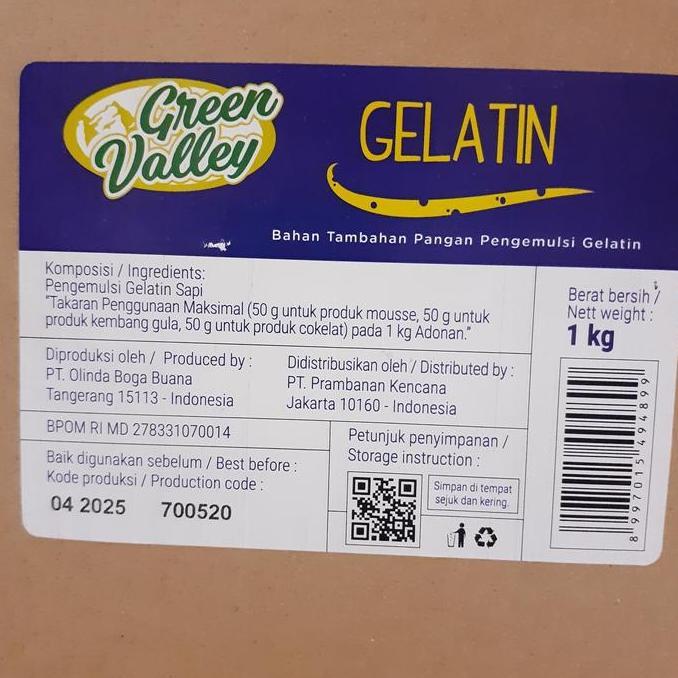 Green
Valley
GELATIN
Bahan Tambahan Pangan Pengemulsi Gelatin
Komposisi / Ingredients:
Pengemulsi Gelatin Sapi
"Takaran Penggunaan Maksimal (50 g untuk produk mousse, 50 g untuk
produk kembang gula, 50 g untuk produk cokelat) pada 1 kg Adonan."
Berat bersih /
Nett weight :
1 kg
Diproduksi oleh / Produced by :
PT. Olinda Boga Buana
Tangerang 15113 - Indonesia
Didistribusikan oleh / Distributed by :
PT. Prambanan Kencana
Jakarta 10160 - Indonesia
BPOM RI MD 278331070014
Baik digunakan sebelum / Best before :
Kode produksi / Production code :
04 2025 700520
Petunjuk penyimpanan /
Storage instruction :
Simpan di tempat
sejuk dan kering.
8 997015 494899